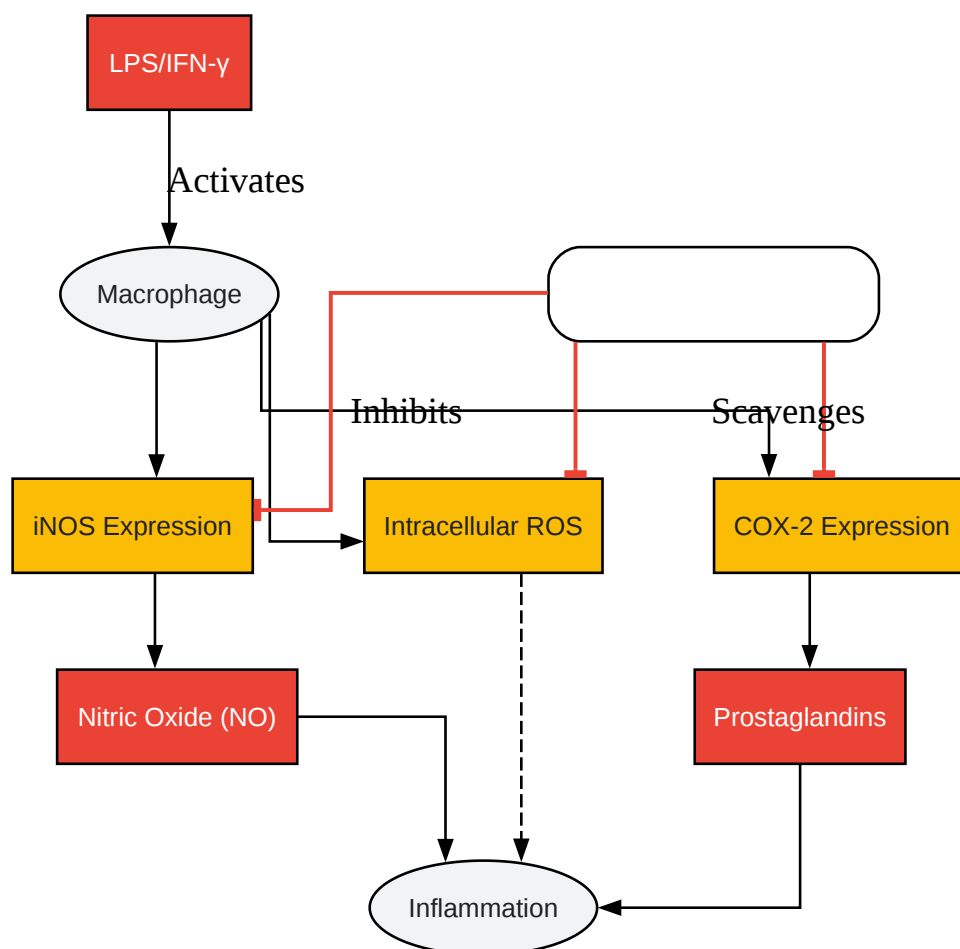 LPS/IFN-γ
Activates
Macrophage
Inhibits
Scavenges
iNOS Expression
Intracellular ROS
COX-2 Expression
Nitric Oxide (NO)
Prostaglandins
Inflammation